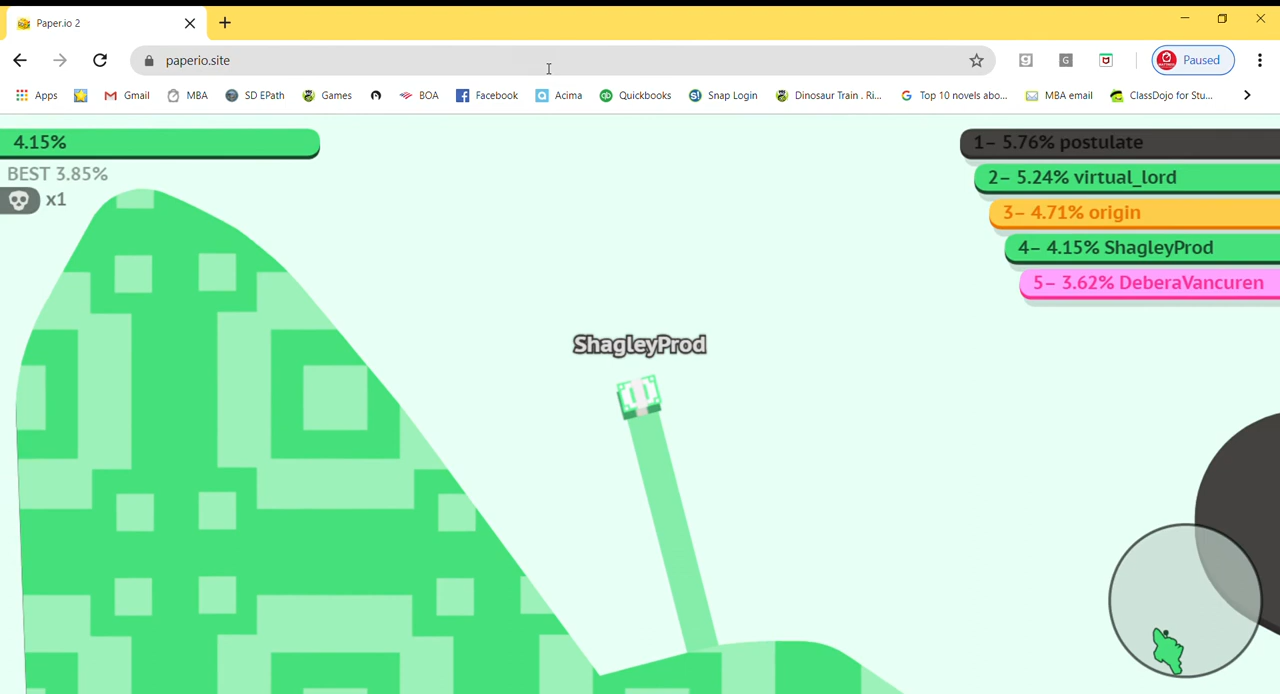 Paper.io 2
paperio.site
Paused
Apps
Gmail
MBA
SD EPath
Games
BOA
Facebook
Acima
Quickbooks
Snap Login
Dinosaur Train . Ri...
Top 10 novels abo...
MBA email
ClassDojo for Stu...
4.15%
BEST 3.85%
x1
1– 5.76% postulate
2– 5.24% virtual_lord
3– 4.71% origin
4– 4.15% ShagleyProd
5– 3.62% DeberaVancuren
ShagleyProd